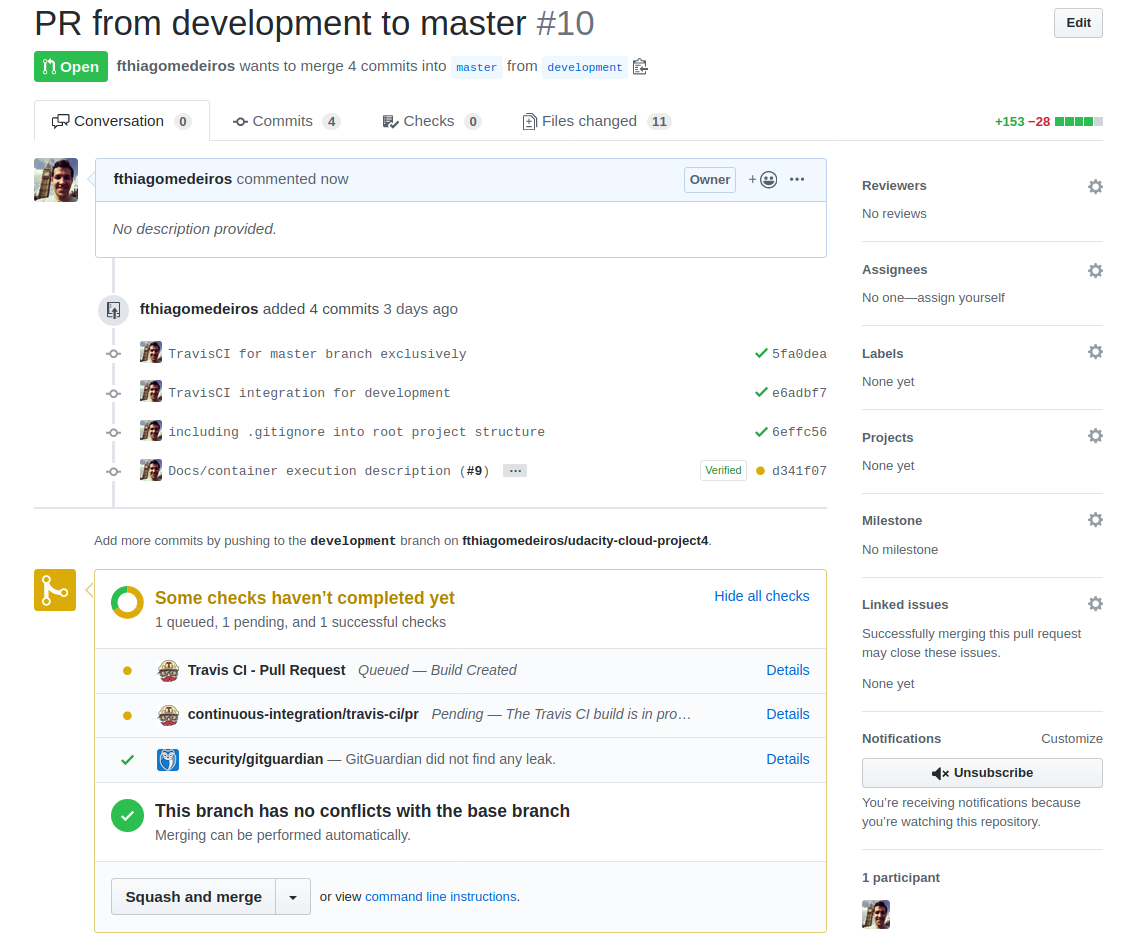 PR from development to master #10
Edit
Open
fthiagomedeiros wants to merge 4 commits into master from development
Conversation 0
Commits 4
Checks 0
Files changed 11
+153 −28
fthiagomedeiros commented now
Owner
+
No description provided.
fthiagomedeiros added 4 commits 3 days ago
TravisCI for master branch exclusively
5fa0dea
TravisCI integration for development
e6adbf7
including .gitignore into root project structure
6effc56
Docs/container execution description (#9) …
Verified
d341f07
Add more commits by pushing to the development branch on fthiagomedeiros/udacity-cloud-project4.
Some checks haven’t completed yet
Hide all checks
1 queued, 1 pending, and 1 successful checks
Travis CI - Pull Request Queued — Build Created
Details
continuous-integration/travis-ci/pr Pending — The Travis CI build is in pro…
Details
security/gitguardian — GitGuardian did not find any leak.
Details
This branch has no conflicts with the base branch
Merging can be performed automatically.
Squash and merge
or view command line instructions.
Reviewers
No reviews
Assignees
No one—assign yourself
Labels
None yet
Projects
None yet
Milestone
No milestone
Linked issues
Successfully merging this pull request
may close these issues.
None yet
Notifications
Customize
Unsubscribe
You’re receiving notifications because
you’re watching this repository.
1 participant